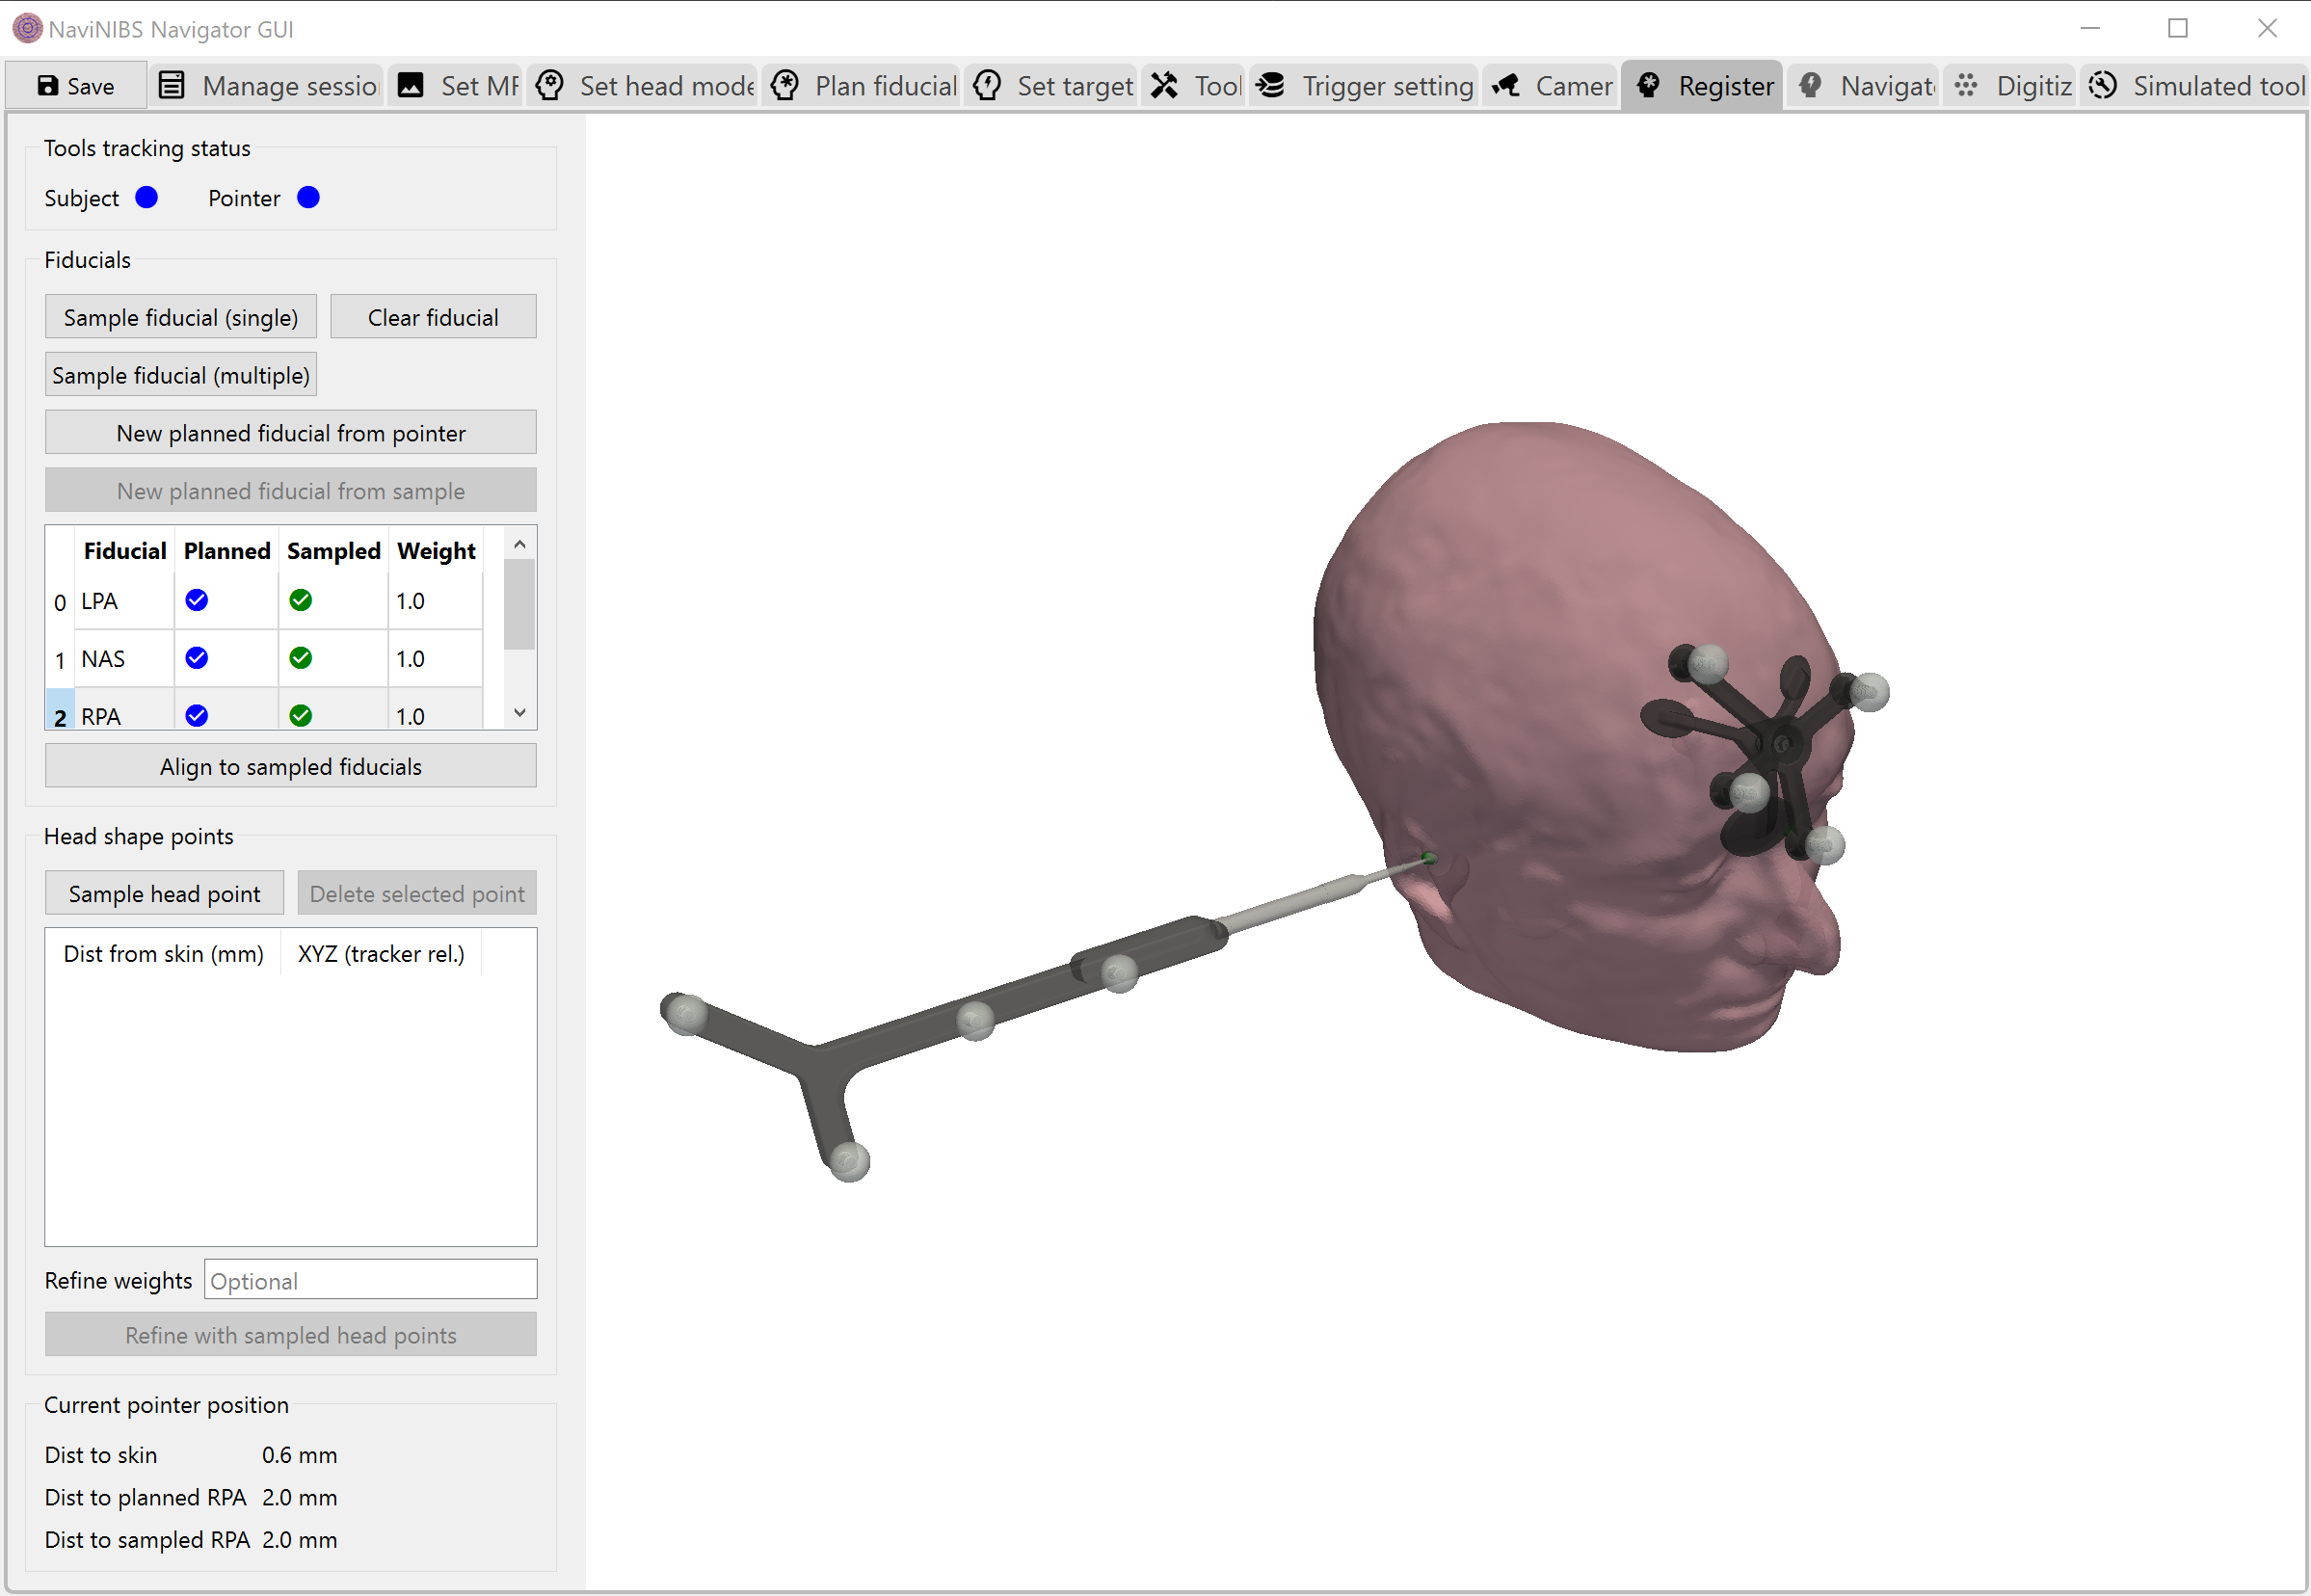 NaviNIBS Navigator GUI
Save
Manage sessio
Set MR
Set head mode
Plan fiducial
Set target
Tool
Trigger setting
Camer
Register
Navigat
Digitiz
Simulated tool
Tools tracking status
Subject
Pointer
Fiducials
Sample fiducial (single)
Clear fiducial
Sample fiducial (multiple)
New planned fiducial from pointer
New planned fiducial from sample
Fiducial Planned Sampled Weight
0 LPA 1.0
1 NAS 1.0
2 RPA 1.0
Align to sampled fiducials
Head shape points
Sample head point
Delete selected point
Dist from skin (mm) XYZ (tracker rel.)
Refine weights Optional
Refine with sampled head points
Current pointer position
Dist to skin 0.6 mm
Dist to planned RPA 2.0 mm
Dist to sampled RPA 2.0 mm